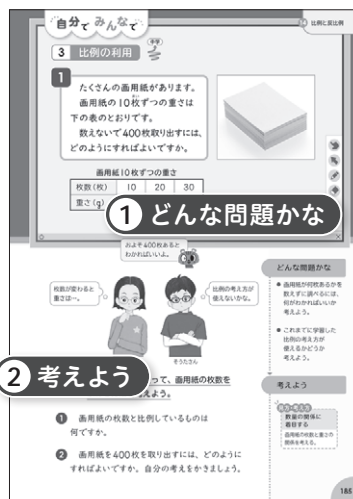 自分で みんなで
14 比例と反比例
3 比例の利用
1
たくさんの画用紙があります。
画用紙の10枚ずつの重さは
下の表のとおりです。
数えないで400枚取り出すには、
どのようにすればよいですか。
画用紙10枚ずつの重さ
枚数(枚) 10 20 30
重さ(g)
1 どんな問題かな
およそ400枚あると
わかればいいよ。
枚数が変わると
重さは…。
比例の考え方が
使えないかな。
そうたさん
どんな問題かな
● 画用紙が何枚あるかを
数えずに調べるには、
何がわかればいいか
考えよう。
● これまでに学習した
比例の考え方が
使えるかどうか
考えよう。
2 考えよう
って、画用紙の枚数を
えよう。
1 画用紙の枚数と比例しているものは
何ですか。
2 画用紙を400枚を取り出すには、どのように
すればよいですか。自分の考えをかきましょう。
考えよう
数量の関係に
着目する
画用紙の枚数と重さの
関係を考える。
185